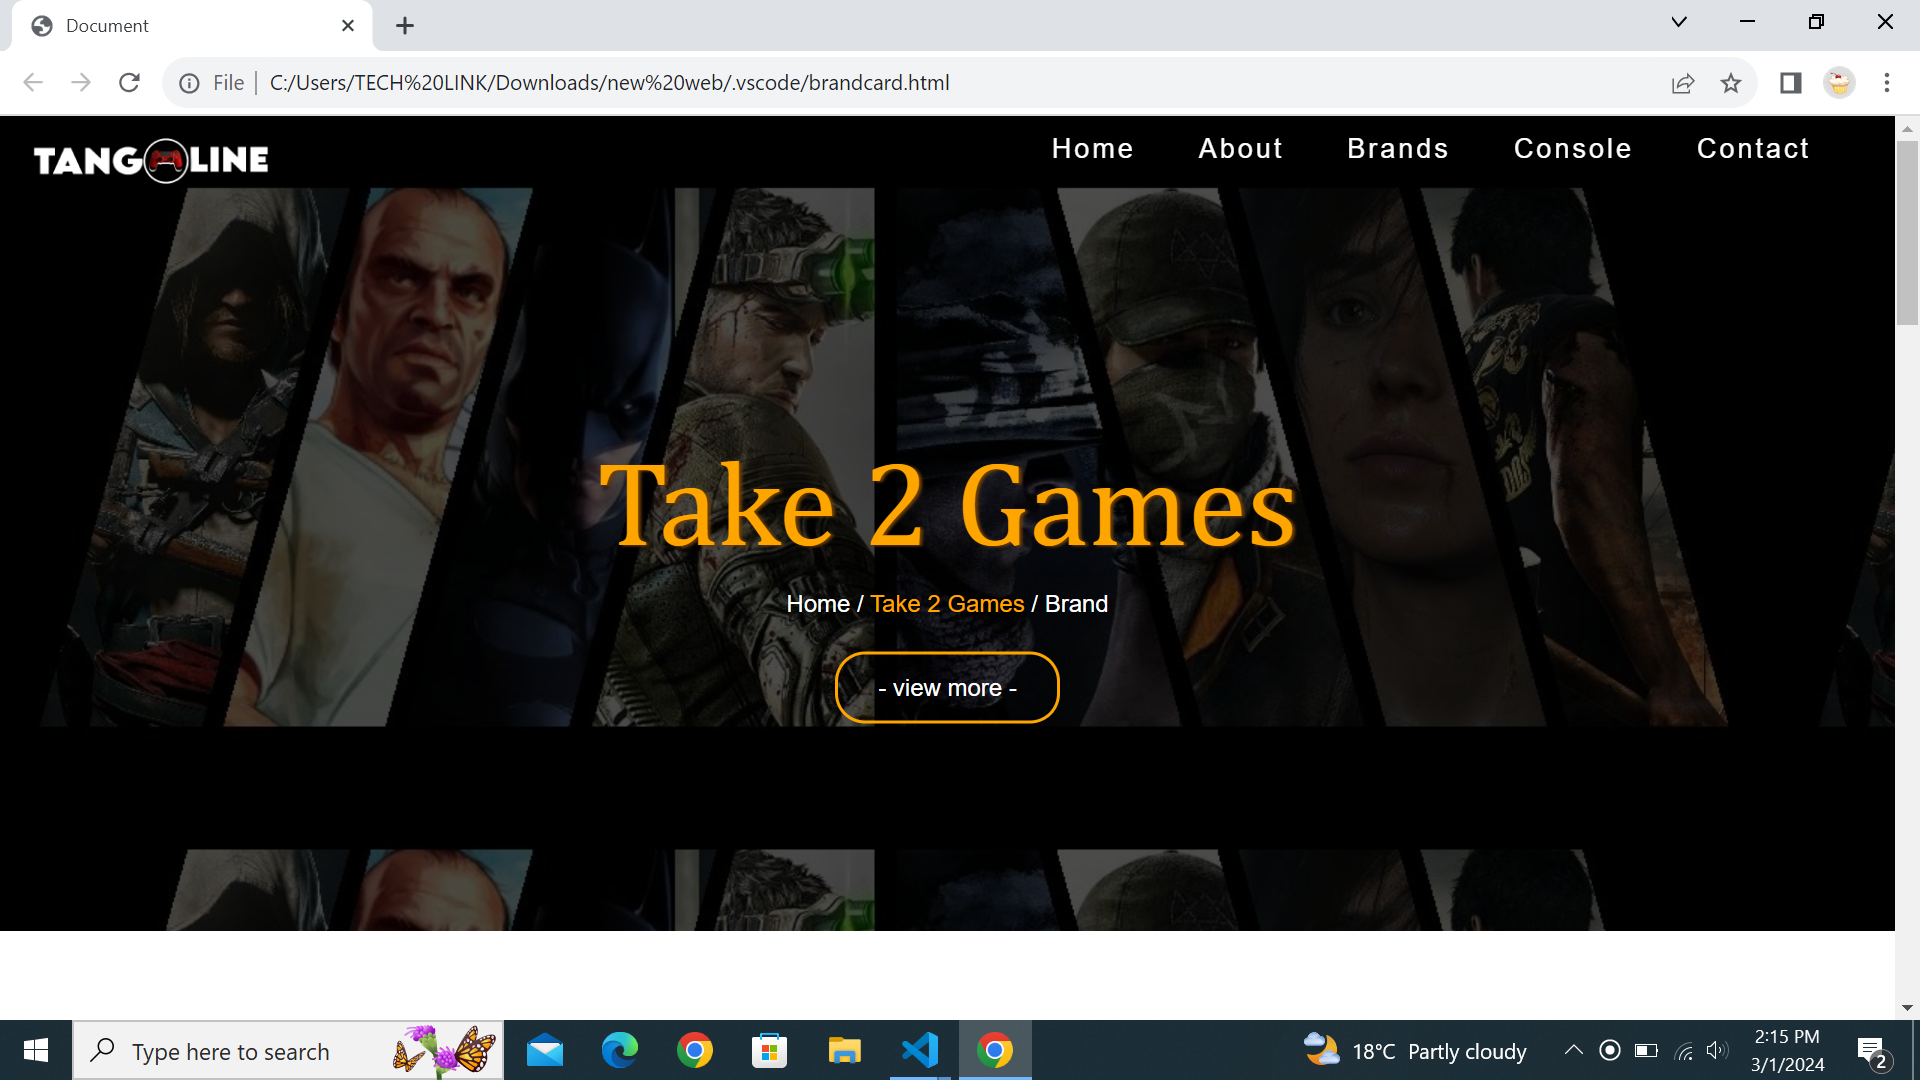 Document
File
C:/Users/TECH%20LINK/Downloads/new%20web/.vscode/brandcard.html
TANG LINE
Home About Brands Console Contact
Take 2 Games
Home / Take 2 Games / Brand
- view more -
Type here to search
18°C Partly cloudy
2:15 PM
3/1/2024
2